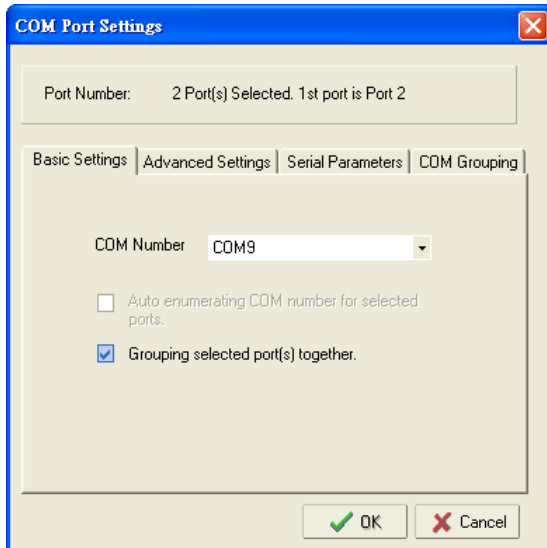 COM Port Settings
Port Number: 2 Port(s) Selected. 1st port is Port 2
Basic Settings Advanced Settings Serial Parameters COM Grouping
COM Number COM9
Auto enumerating COM number for selected
ports.
Grouping selected port(s) together.
OK Cancel